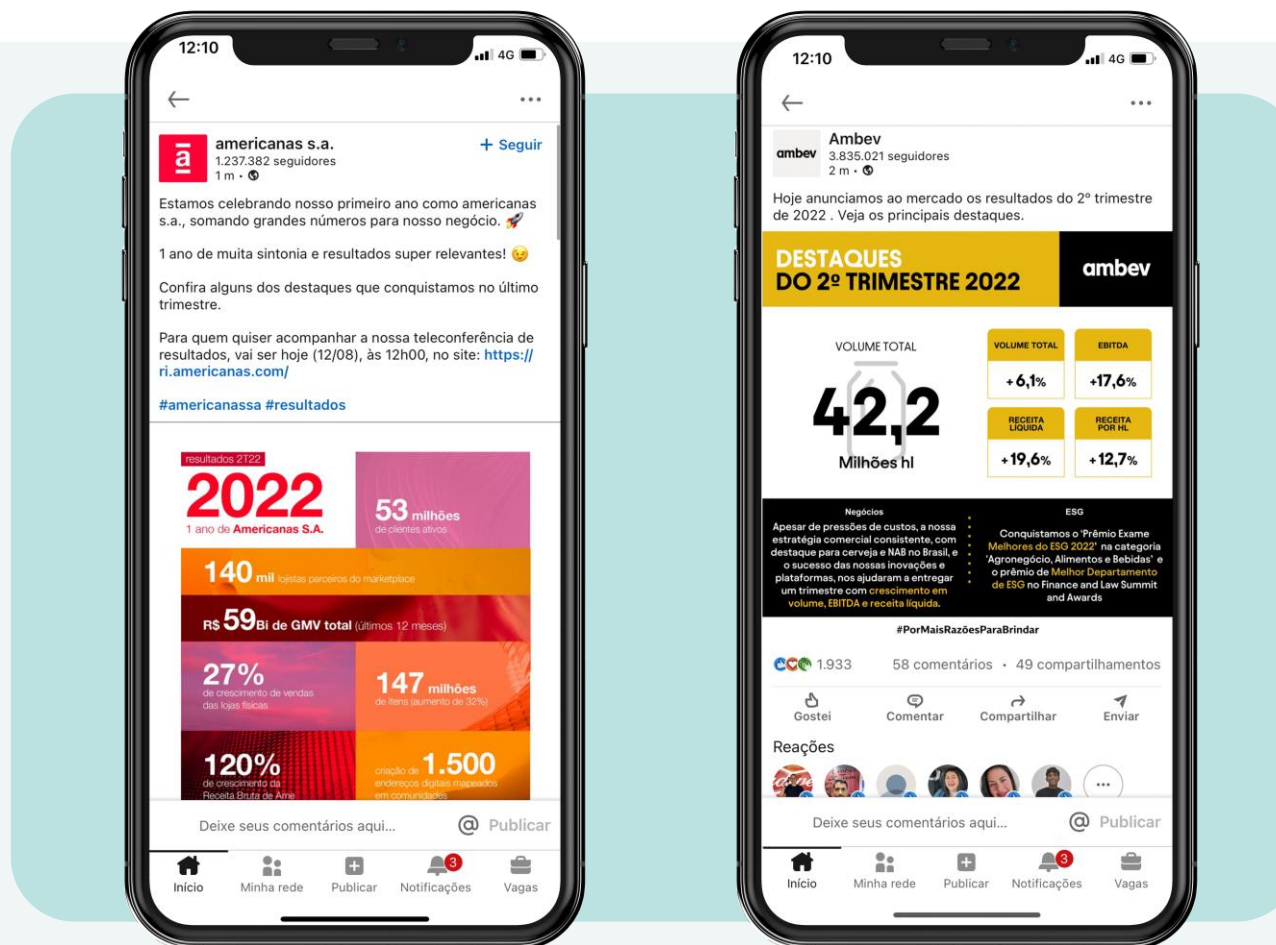 12:10
4G
americanas s.a.
+ Seguir
1.237.382 seguidores
1 m •
Estamos celebrando nosso primeiro ano como americanas
s.a., somando grandes números para nosso negócio. 🚀
1 ano de muita sintonia e resultados super relevantes! 😉
Confira alguns dos destaques que conquistamos no último
trimestre.
Para quem quiser acompanhar a nossa teleconferência de
resultados, vai ser hoje (12/08), às 12h00, no site: https://
ri.americanas.com/
#americanassa #resultados
resultados 2T22
2022
1 ano de Americanas S.A.
53 milhões
de clientes ativos
140 mil lojistas parceiros do marketplace
R$ 59 Bi de GMV total (últimos 12 meses)
27%
de crescimento de vendas
das lojas físicas
147 milhões
de itens (aumento de 32%)
120%
de crescimento da
Receita Bruta de Ame
criação de 1.500
endereços digitais mapeados
em comunidades
Deixe seus comentários aqui...
@ Publicar
3
Início
Minha rede
Publicar
Notificações
Vagas
12:10
4G
ambev
Ambev
3.835.021 seguidores
2 m •
Hoje anunciamos ao mercado os resultados do 2º trimestre
de 2022 . Veja os principais destaques.
DESTAQUES
DO 2º TRIMESTRE 2022
ambev
VOLUME TOTAL
42,2
Milhões hl
VOLUME TOTAL
+6,1%
EBITDA
+17,6%
RECEITA
LÍQUIDA
+19,6%
RECEITA
POR HL
+12,7%
Negócios
Apesar de pressões de custos, a nossa
estratégia comercial consistente, com
destaque para cerveja e NAB no Brasil, e
o sucesso das nossas inovações e
plataformas, nos ajudaram a entregar
um trimestre com crescimento em
volume, EBITDA e receita líquida.
ESG
Conquistamos o 'Prêmio Exame
Melhores do ESG 2022' na categoria
'Agronegócio, Alimentos e Bebidas' e
o prêmio de Melhor Departamento
de ESG no Finance and Law Summit
and Awards
#PorMaisRazõesParaBrindar
1.933
58 comentários • 49 compartilhamentos
Gostei
Comentar
Compartilhar
Enviar
Reações
Deixe seus comentários aqui...
@ Publicar
3
Início
Minha rede
Publicar
Notificações
Vagas